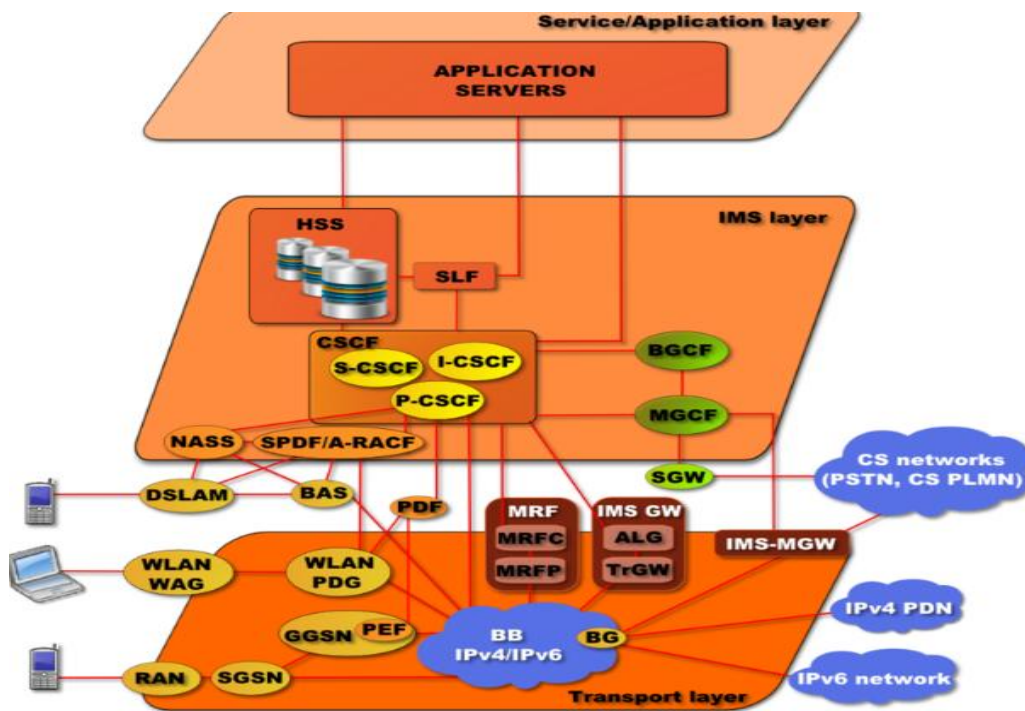 Service/Application layer
APPLICATION
SERVERS
IMS layer
HSS
SLF
CSCF
S-CSCF
I-CSCF
P-CSCF
BGCF
MGCF
NASS
SPDF/A-RACF
SGW
CS networks
(PSTN, CS PLMN)
DSLAM
BAS
PDF
MRF
MRFC
MRFP
IMS GW
ALG
TrGW
IMS-MGW
WLAN
WAG
WLAN
PDG
GGSN
PEF
BB
IPv4/IPv6
BG
IPv4 PDN
IPv6 network
RAN
SGSN
Transport layer